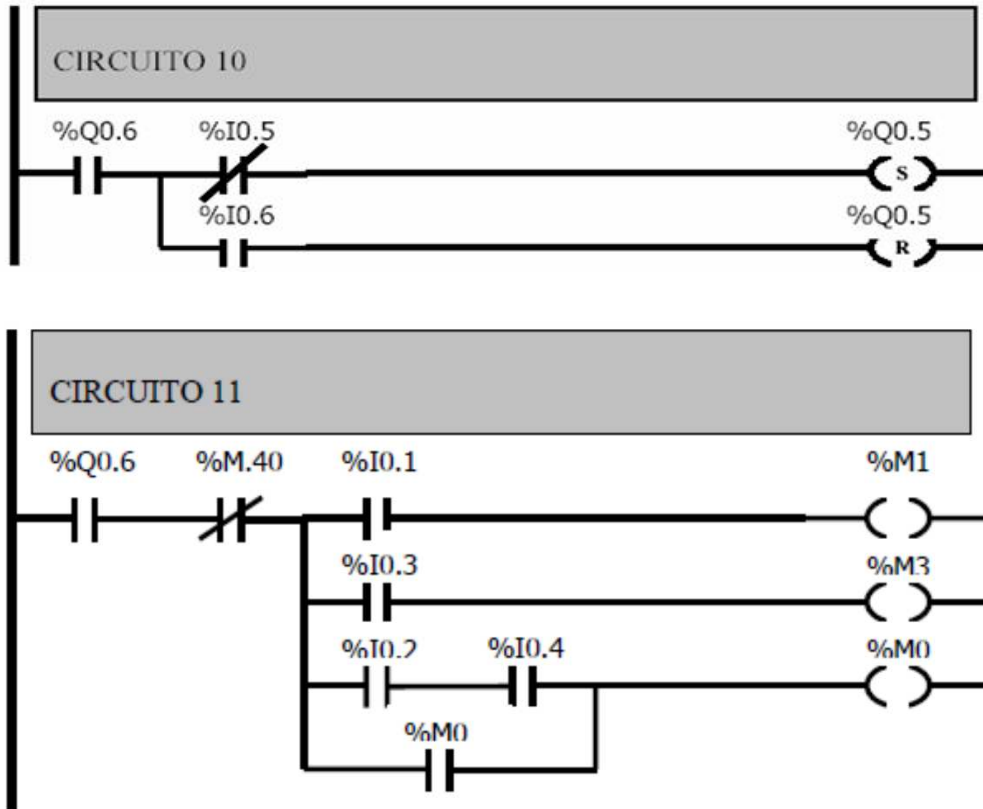 CIRCUITO 10
%Q0.6 %I0.5 %Q0.5
S
%I0.6 %Q0.5
R
CIRCUITO 11
%Q0.6 %M.40 %I0.1 %M1
%I0.3 %M3
%I0.2 %I0.4 %M0
%M0